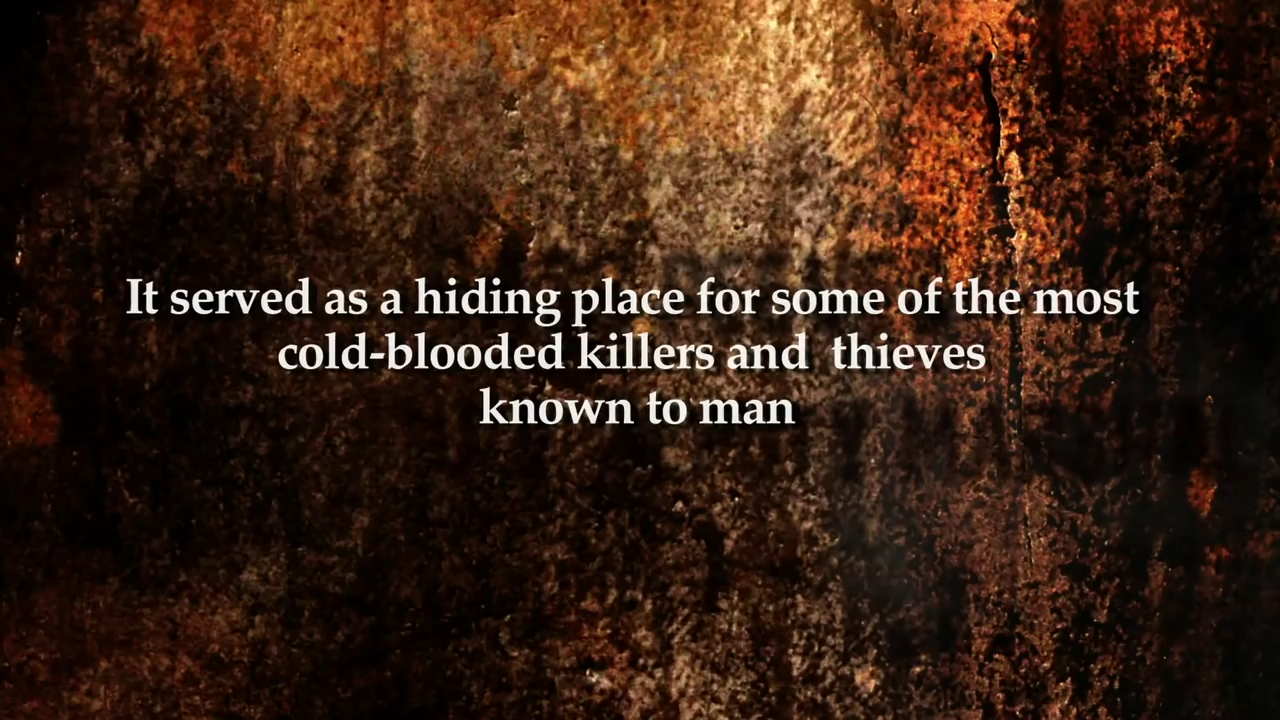 It served as a hiding place for some of the most
cold-blooded killers and  thieves
known to man